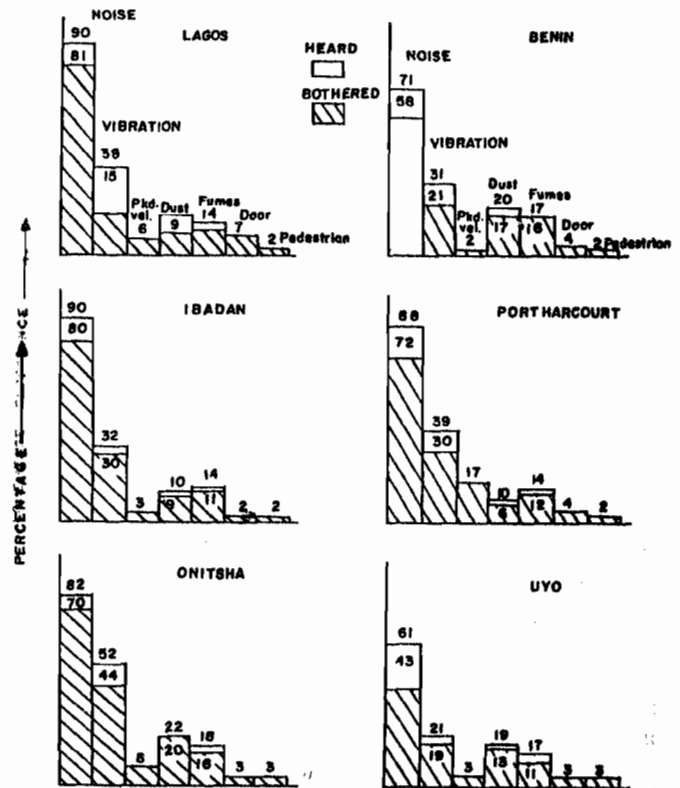 NOISE
LAGOS
90
81
VIBRATION
38
15
Pkd-
vel.
6
Dust
9
Fumes
14
Door
7
2 Pedestrian
HEARD
BOTHERED
BENIN
NOISE
71
58
VIBRATION
31
21
Pkd-
vel.
2
Dust
20
17
Fumes
17
16
Door
4
2 Pedestrian
PERCENTAGE
IBADAN
90
80
32
30
3
10
9
14
11
2
2
PORT HARCOURT
88
72
39
30
17
10
6
14
12
4
2
ONITSHA
82
70
52
44
8
22
20
18
16
3
3
UYO
61
43
21
19
3
19
13
17
11
3
3